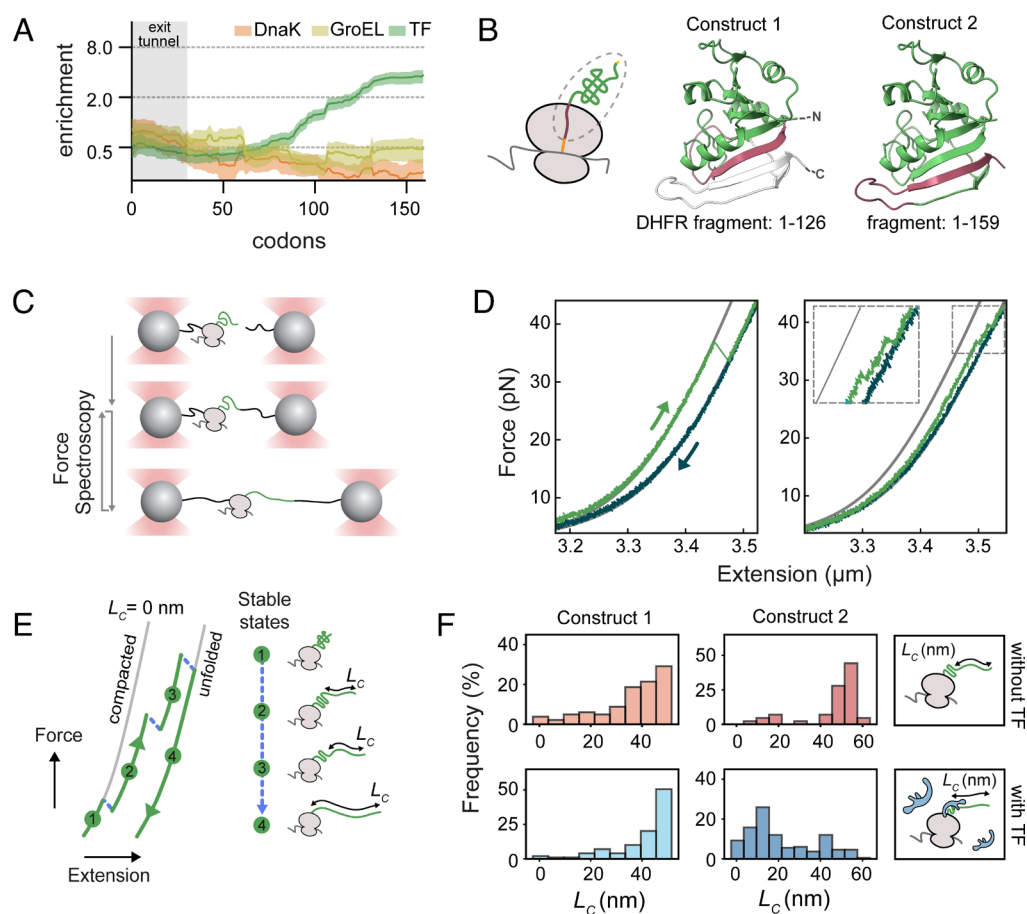 A
exit
tunnel
DnaK GroEL TF
8.0
2.0
0.5
enrichment
0 50 100 150
codons
B
Construct 1 Construct 2
N
C
DHFR fragment: 1-126 fragment: 1-159
C
Force
Spectroscopy
D
Force (pN)
40
30
20
10
3.2 3.3 3.4 3.5 3.3 3.4 3.5
Extension (µm)
E
L_C = 0 nm
compacted
unfolded
Force
Extension
1
2
3
4
Stable
states
1
2
3
4
L_C
L_C
L_C
F
Construct 1 Construct 2
Frequency (%)
40
20
0
0 20 40
50
25
0
0 20 40 60
L_C (nm)
without TF
50
25
0
0 20 40
L_C (nm)
40
20
0
0 20 40 60
L_C (nm)
L_C (nm)
with TF